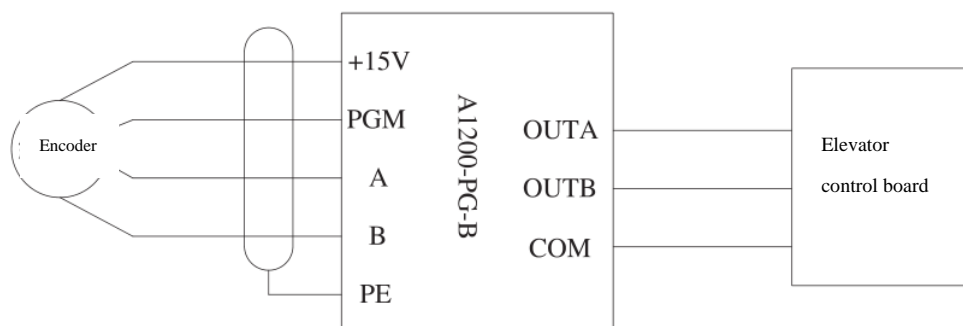 Encoder
+15V
PGM
A
B
PE
A1200-PG-B
OUTA
OUTB
COM
Elevator
control board